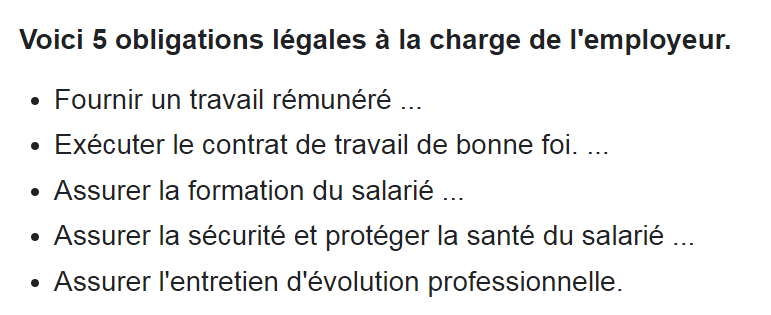 Voici 5 obligations légales à la charge de l'employeur.
• Fournir un travail rémunéré ...
• Exécuter le contrat de travail de bonne foi. ...
• Assurer la formation du salarié ...
• Assurer la sécurité et protéger la santé du salarié ...
• Assurer l'entretien d'évolution professionnelle.